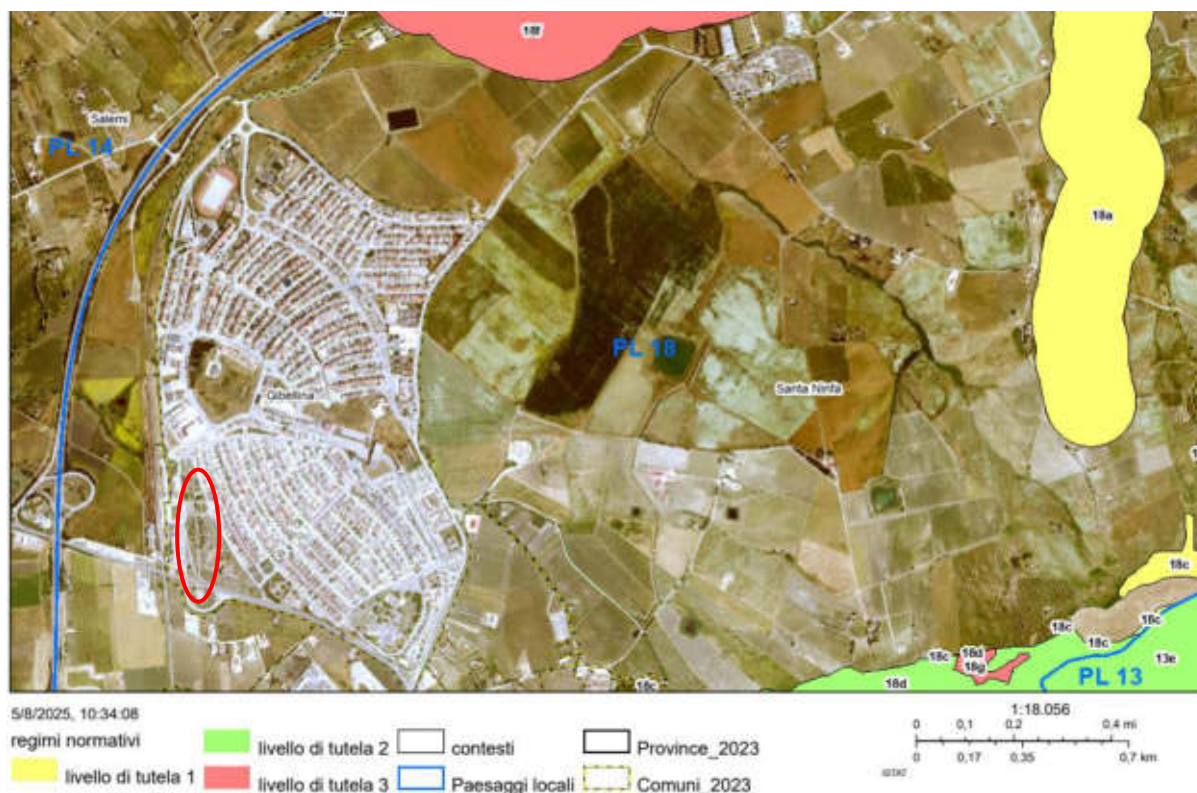 18f
Salemi
PL 14
18a
PL 18
Santa Ninfa
Gibellina
18c
18c
18c
18c
18d
18c
18g
13e
18c
18d
PL 13
5/8/2025, 10:34:08
1:18.056
regimi normativi
0 0,1 0,2 0,4 mi
0 0,17 0,35 0,7 km
livello di tutela 1
livello di tutela 2
livello di tutela 3
contesti
Paesaggi locali
Province_2023
Comuni_2023